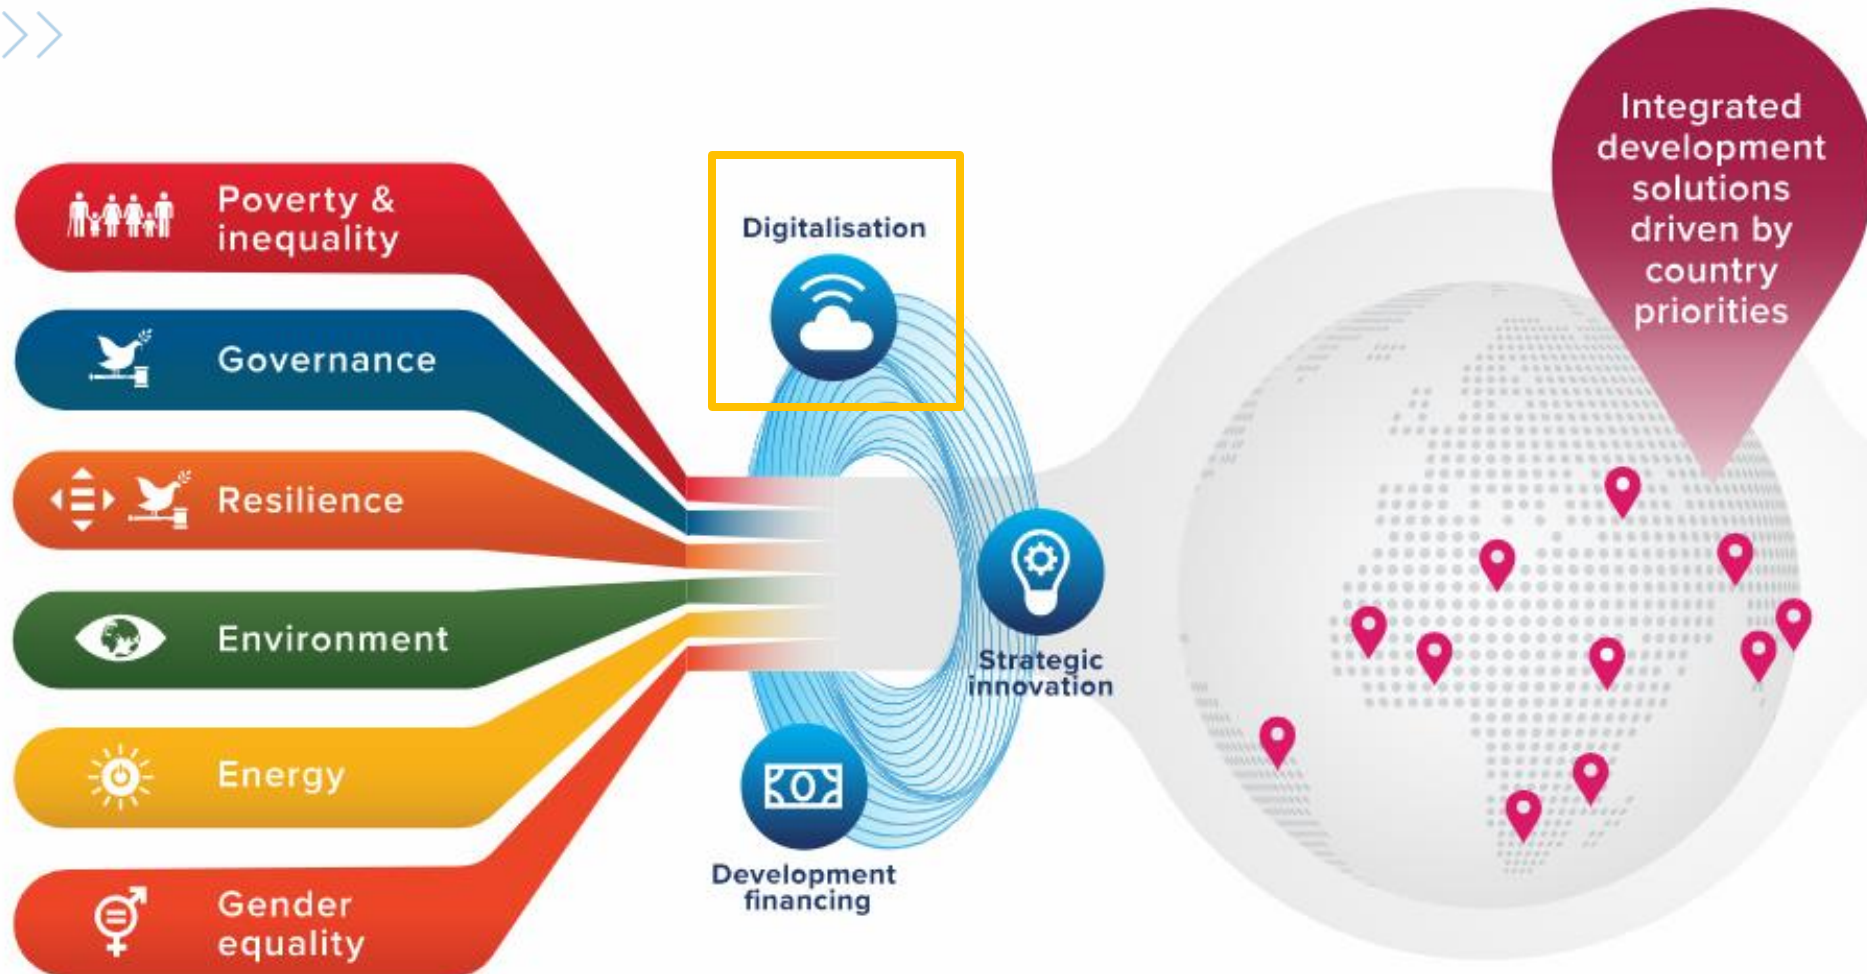 Poverty &
inequality
Governance
Resilience
Environment
Energy
Gender
equality
Digitalisation
Strategic
innovation
Development
financing
Integrated
development
solutions
driven by
country
priorities